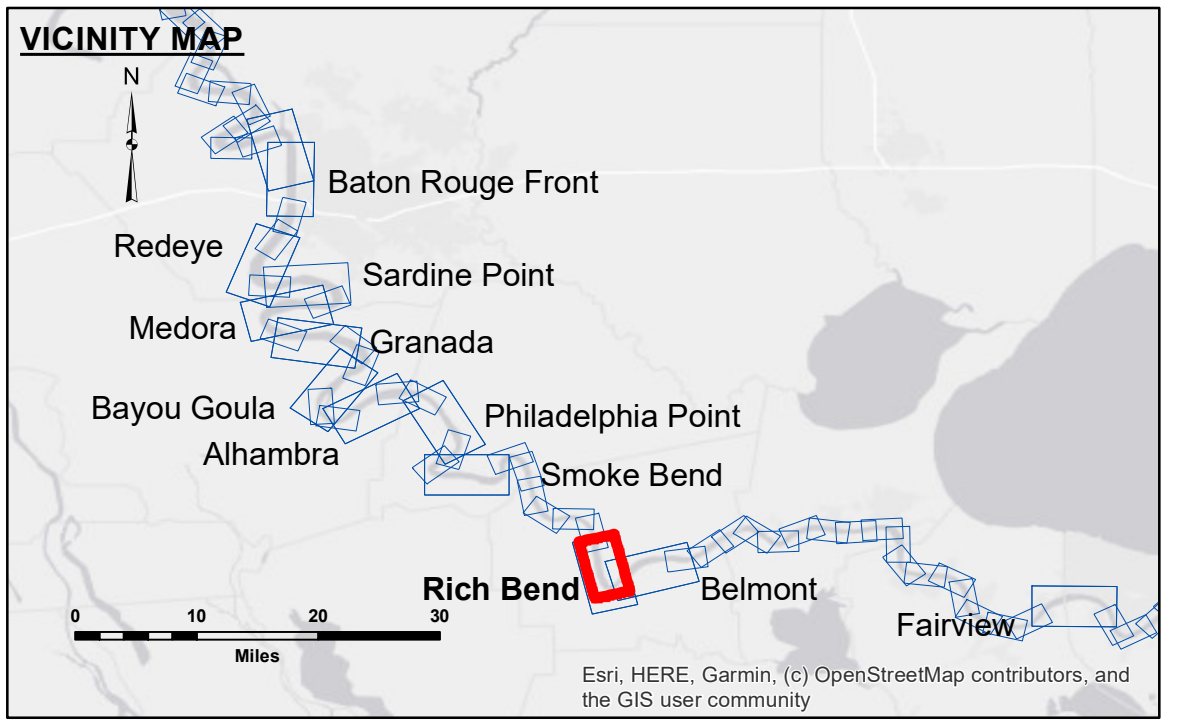 VICINITY MAP
N
Baton Rouge Front
Redeye
Sardine Point
Medora
Granada
Bayou Goula
Philadelphia Point
Alhambra
Smoke Bend
Rich Bend
Belmont
Fairview
0 10 20 30
Miles
Esri, HERE, Garmin, (c) OpenStreetMap contributors, and
the GIS user community